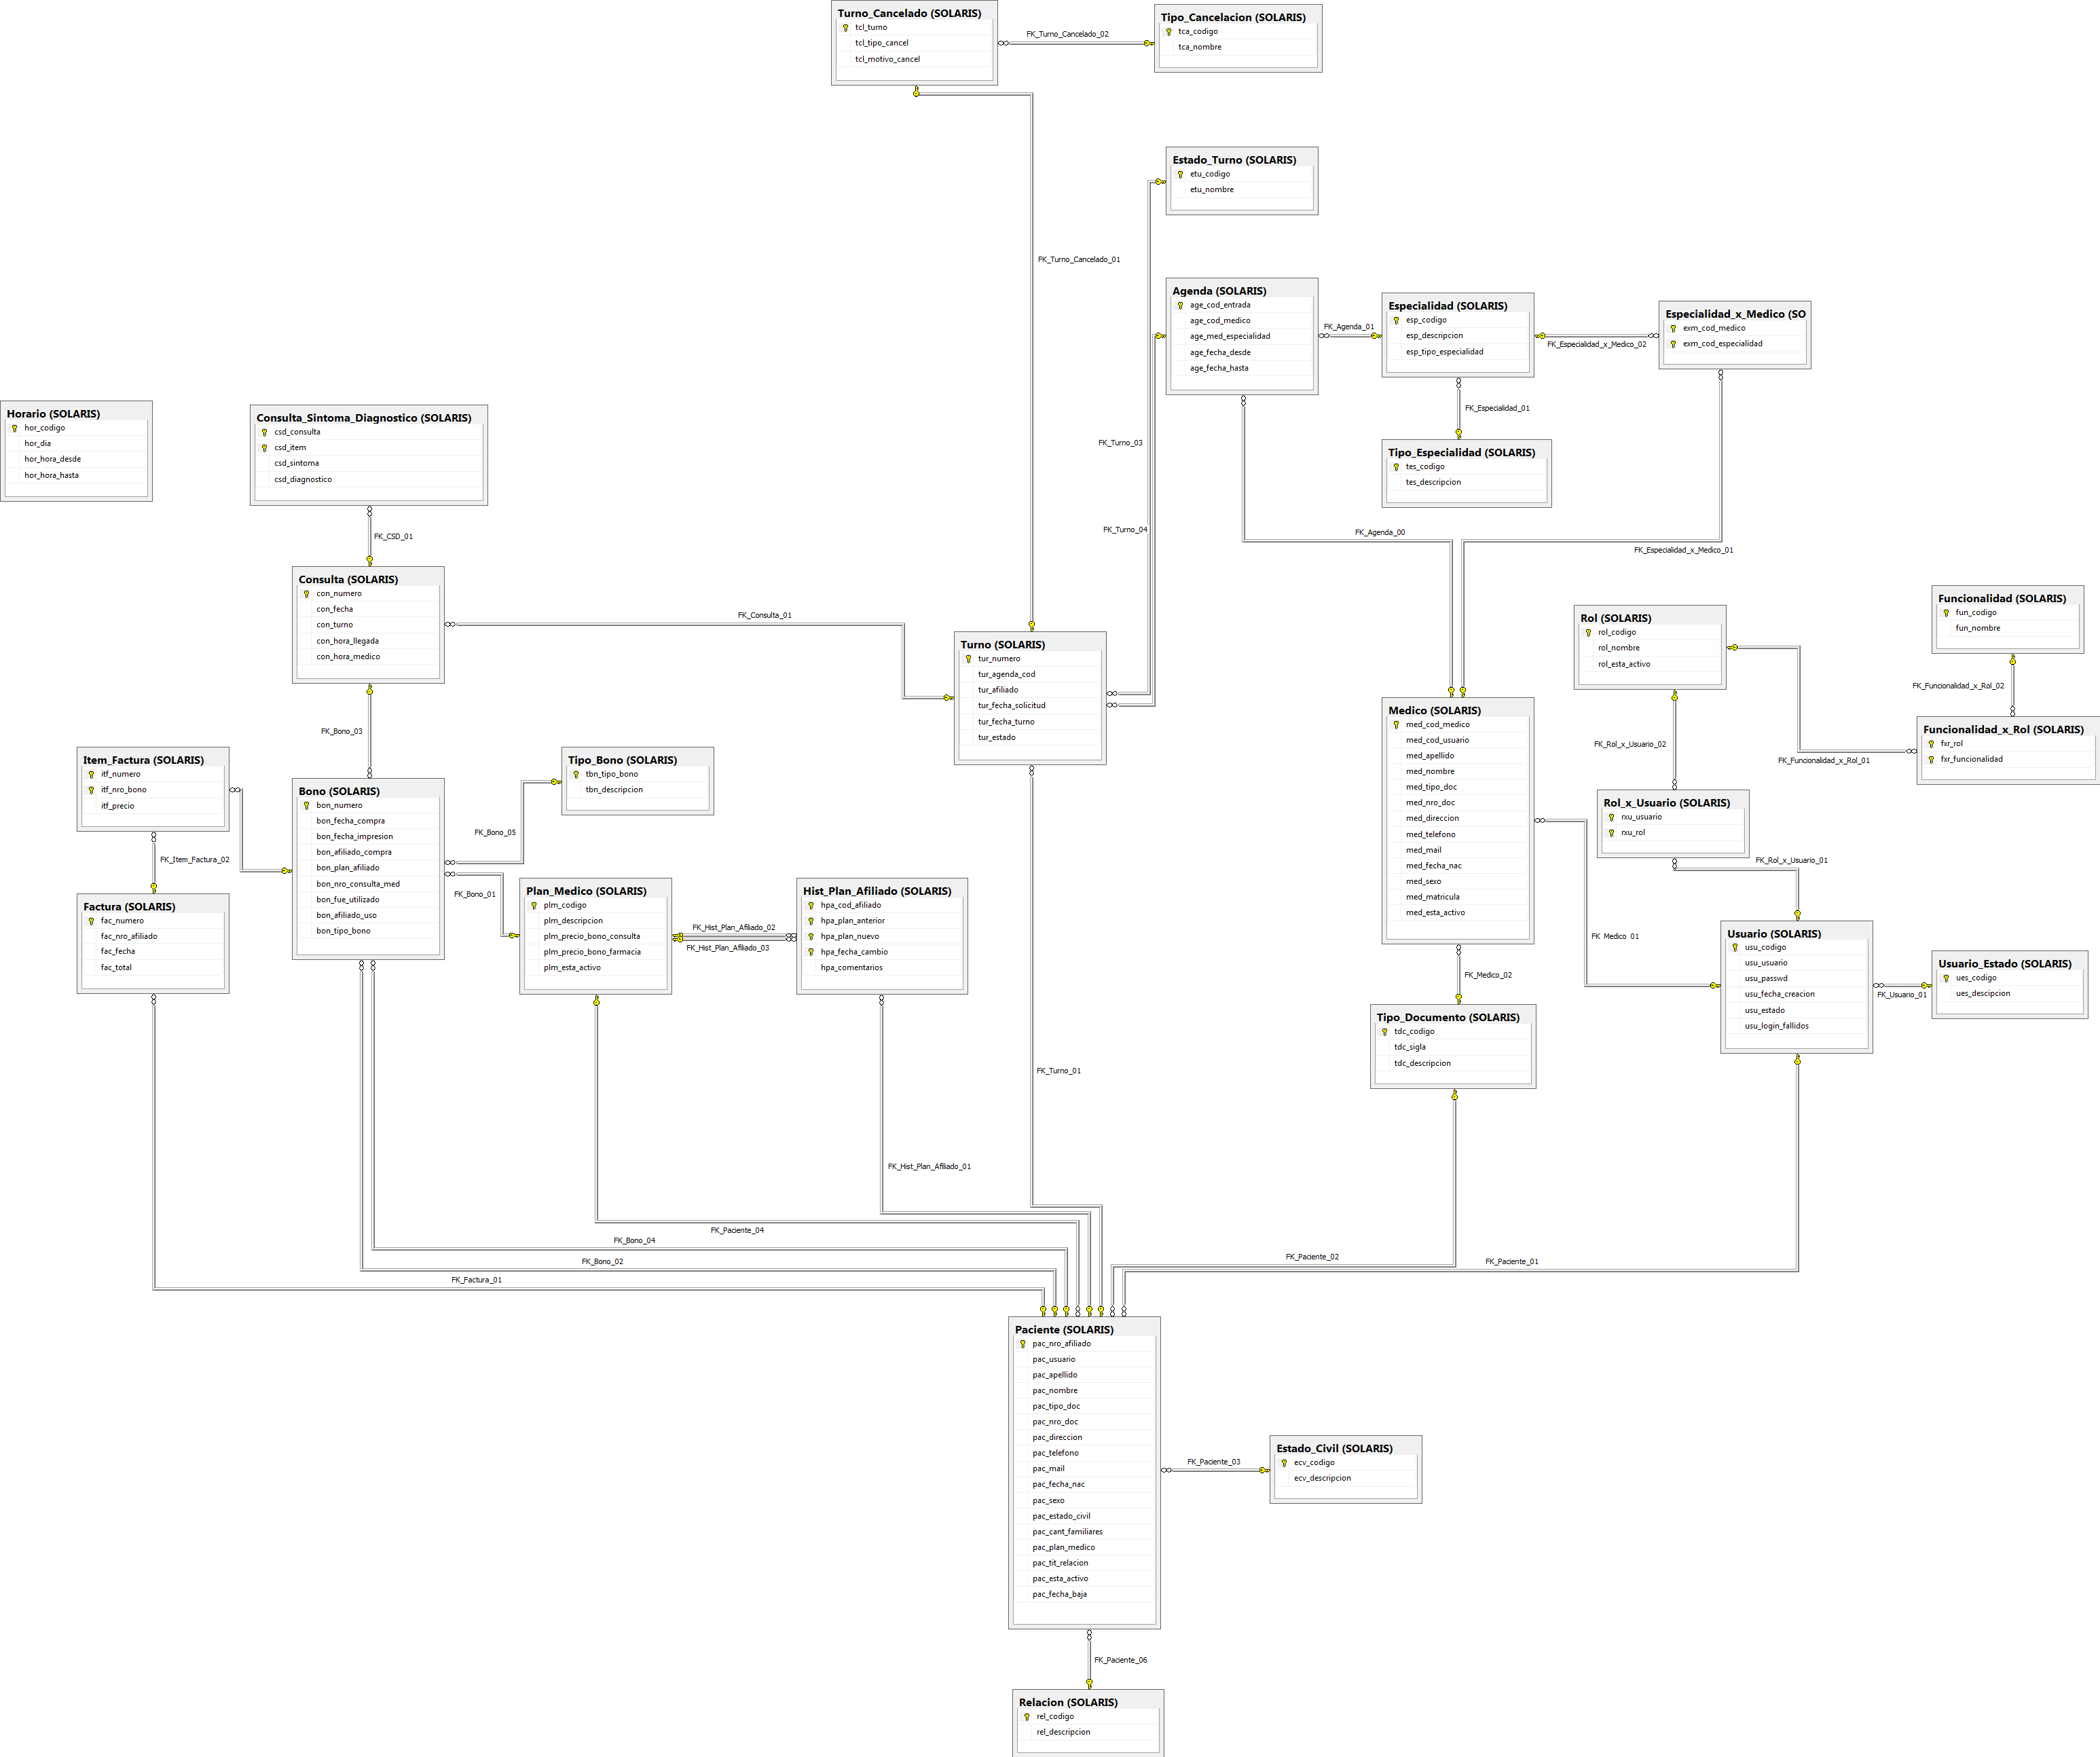 Turno_Cancelado (SOLARIS)
tcl_turno
tcl_tipo_cancel
tcl_motivo_cancel
FK_Turno_Cancelado_02
Tipo_Cancelacion (SOLARIS)
tca_codigo
tca_nombre
FK_Turno_Cancelado_01
Estado_Turno (SOLARIS)
etu_codigo
etu_nombre
FK_Turno_03
FK_Turno_04
Agenda (SOLARIS)
age_cod_entrada
age_cod_medico
age_med_especialidad
age_fecha_desde
age_fecha_hasta
FK_Agenda_01
Especialidad (SOLARIS)
esp_codigo
esp_descripcion
esp_tipo_especialidad
FK_Especialidad_x_Medico_02
Especialidad_x_Medico (SO
exm_cod_medico
exm_cod_especialidad
FK_Especialidad_01
Tipo_Especialidad (SOLARIS)
tes_codigo
tes_descripcion
FK_Agenda_00
FK_Especialidad_x_Medico_01
Horario (SOLARIS)
hor_codigo
hor_dia
hor_hora_desde
hor_hora_hasta
Consulta_Sintoma_Diagnostico (SOLARIS)
csd_consulta
csd_item
csd_sintoma
csd_diagnostico
FK_CSD_01
Consulta (SOLARIS)
con_numero
con_fecha
con_turno
con_hora_llegada
con_hora_medico
FK_Consulta_01
Turno (SOLARIS)
tur_numero
tur_agenda_cod
tur_afiliado
tur_fecha_solicitud
tur_fecha_turno
tur_estado
Rol (SOLARIS)
rol_codigo
rol_nombre
rol_esta_activo
Funcionalidad (SOLARIS)
fun_codigo
fun_nombre
FK_Funcionalidad_x_Rol_02
FK_Funcionalidad_x_Rol_01
Funcionalidad_x_Rol (SOLARIS)
fxr_rol
fxr_funcionalidad
Medico (SOLARIS)
med_cod_medico
med_cod_usuario
med_apellido
med_nombre
med_tipo_doc
med_nro_doc
med_direccion
med_telefono
med_mail
med_fecha_nac
med_sexo
med_matricula
med_esta_activo
FK_Rol_x_Usuario_02
Rol_x_Usuario (SOLARIS)
rxu_usuario
rxu_rol
FK_Rol_x_Usuario_01
FK_Medico_01
Usuario (SOLARIS)
usu_codigo
usu_usuario
usu_passwd
usu_fecha_creacion
usu_estado
usu_login_fallidos
FK_Usuario_01
Usuario_Estado (SOLARIS)
ues_codigo
ues_descipcion
FK_Medico_02
Tipo_Documento (SOLARIS)
tdc_codigo
tdc_sigla
tdc_descripcion
FK_Bono_03
Item_Factura (SOLARIS)
itf_numero
itf_nro_bono
itf_precio
FK_Item_Factura_02
Factura (SOLARIS)
fac_numero
fac_nro_afiliado
fac_fecha
fac_total
Bono (SOLARIS)
bon_numero
bon_fecha_compra
bon_fecha_impresion
bon_afiliado_compra
bon_plan_afiliado
bon_nro_consulta_med
bon_fue_utilizado
bon_afiliado_uso
bon_tipo_bono
Tipo_Bono (SOLARIS)
tbn_tipo_bono
tbn_descripcion
FK_Bono_05
FK_Bono_01
Plan_Medico (SOLARIS)
plm_codigo
plm_descripcion
plm_precio_bono_consulta
plm_precio_bono_farmacia
plm_esta_activo
FK_Hist_Plan_Afiliado_02
FK_Hist_Plan_Afiliado_03
Hist_Plan_Afiliado (SOLARIS)
hpa_cod_afiliado
hpa_plan_anterior
hpa_plan_nuevo
hpa_fecha_cambio
hpa_comentarios
FK_Turno_01
FK_Hist_Plan_Afiliado_01
FK_Paciente_04
FK_Bono_04
FK_Bono_02
FK_Factura_01
FK_Paciente_02
FK_Paciente_01
Paciente (SOLARIS)
pac_nro_afiliado
pac_usuario
pac_apellido
pac_nombre
pac_tipo_doc
pac_nro_doc
pac_direccion
pac_telefono
pac_mail
pac_fecha_nac
pac_sexo
pac_estado_civil
pac_cant_familiares
pac_plan_medico
pac_tit_relacion
pac_esta_activo
pac_fecha_baja
FK_Paciente_03
Estado_Civil (SOLARIS)
ecv_codigo
ecv_descripcion
FK_Paciente_06
Relacion (SOLARIS)
rel_codigo
rel_descripcion